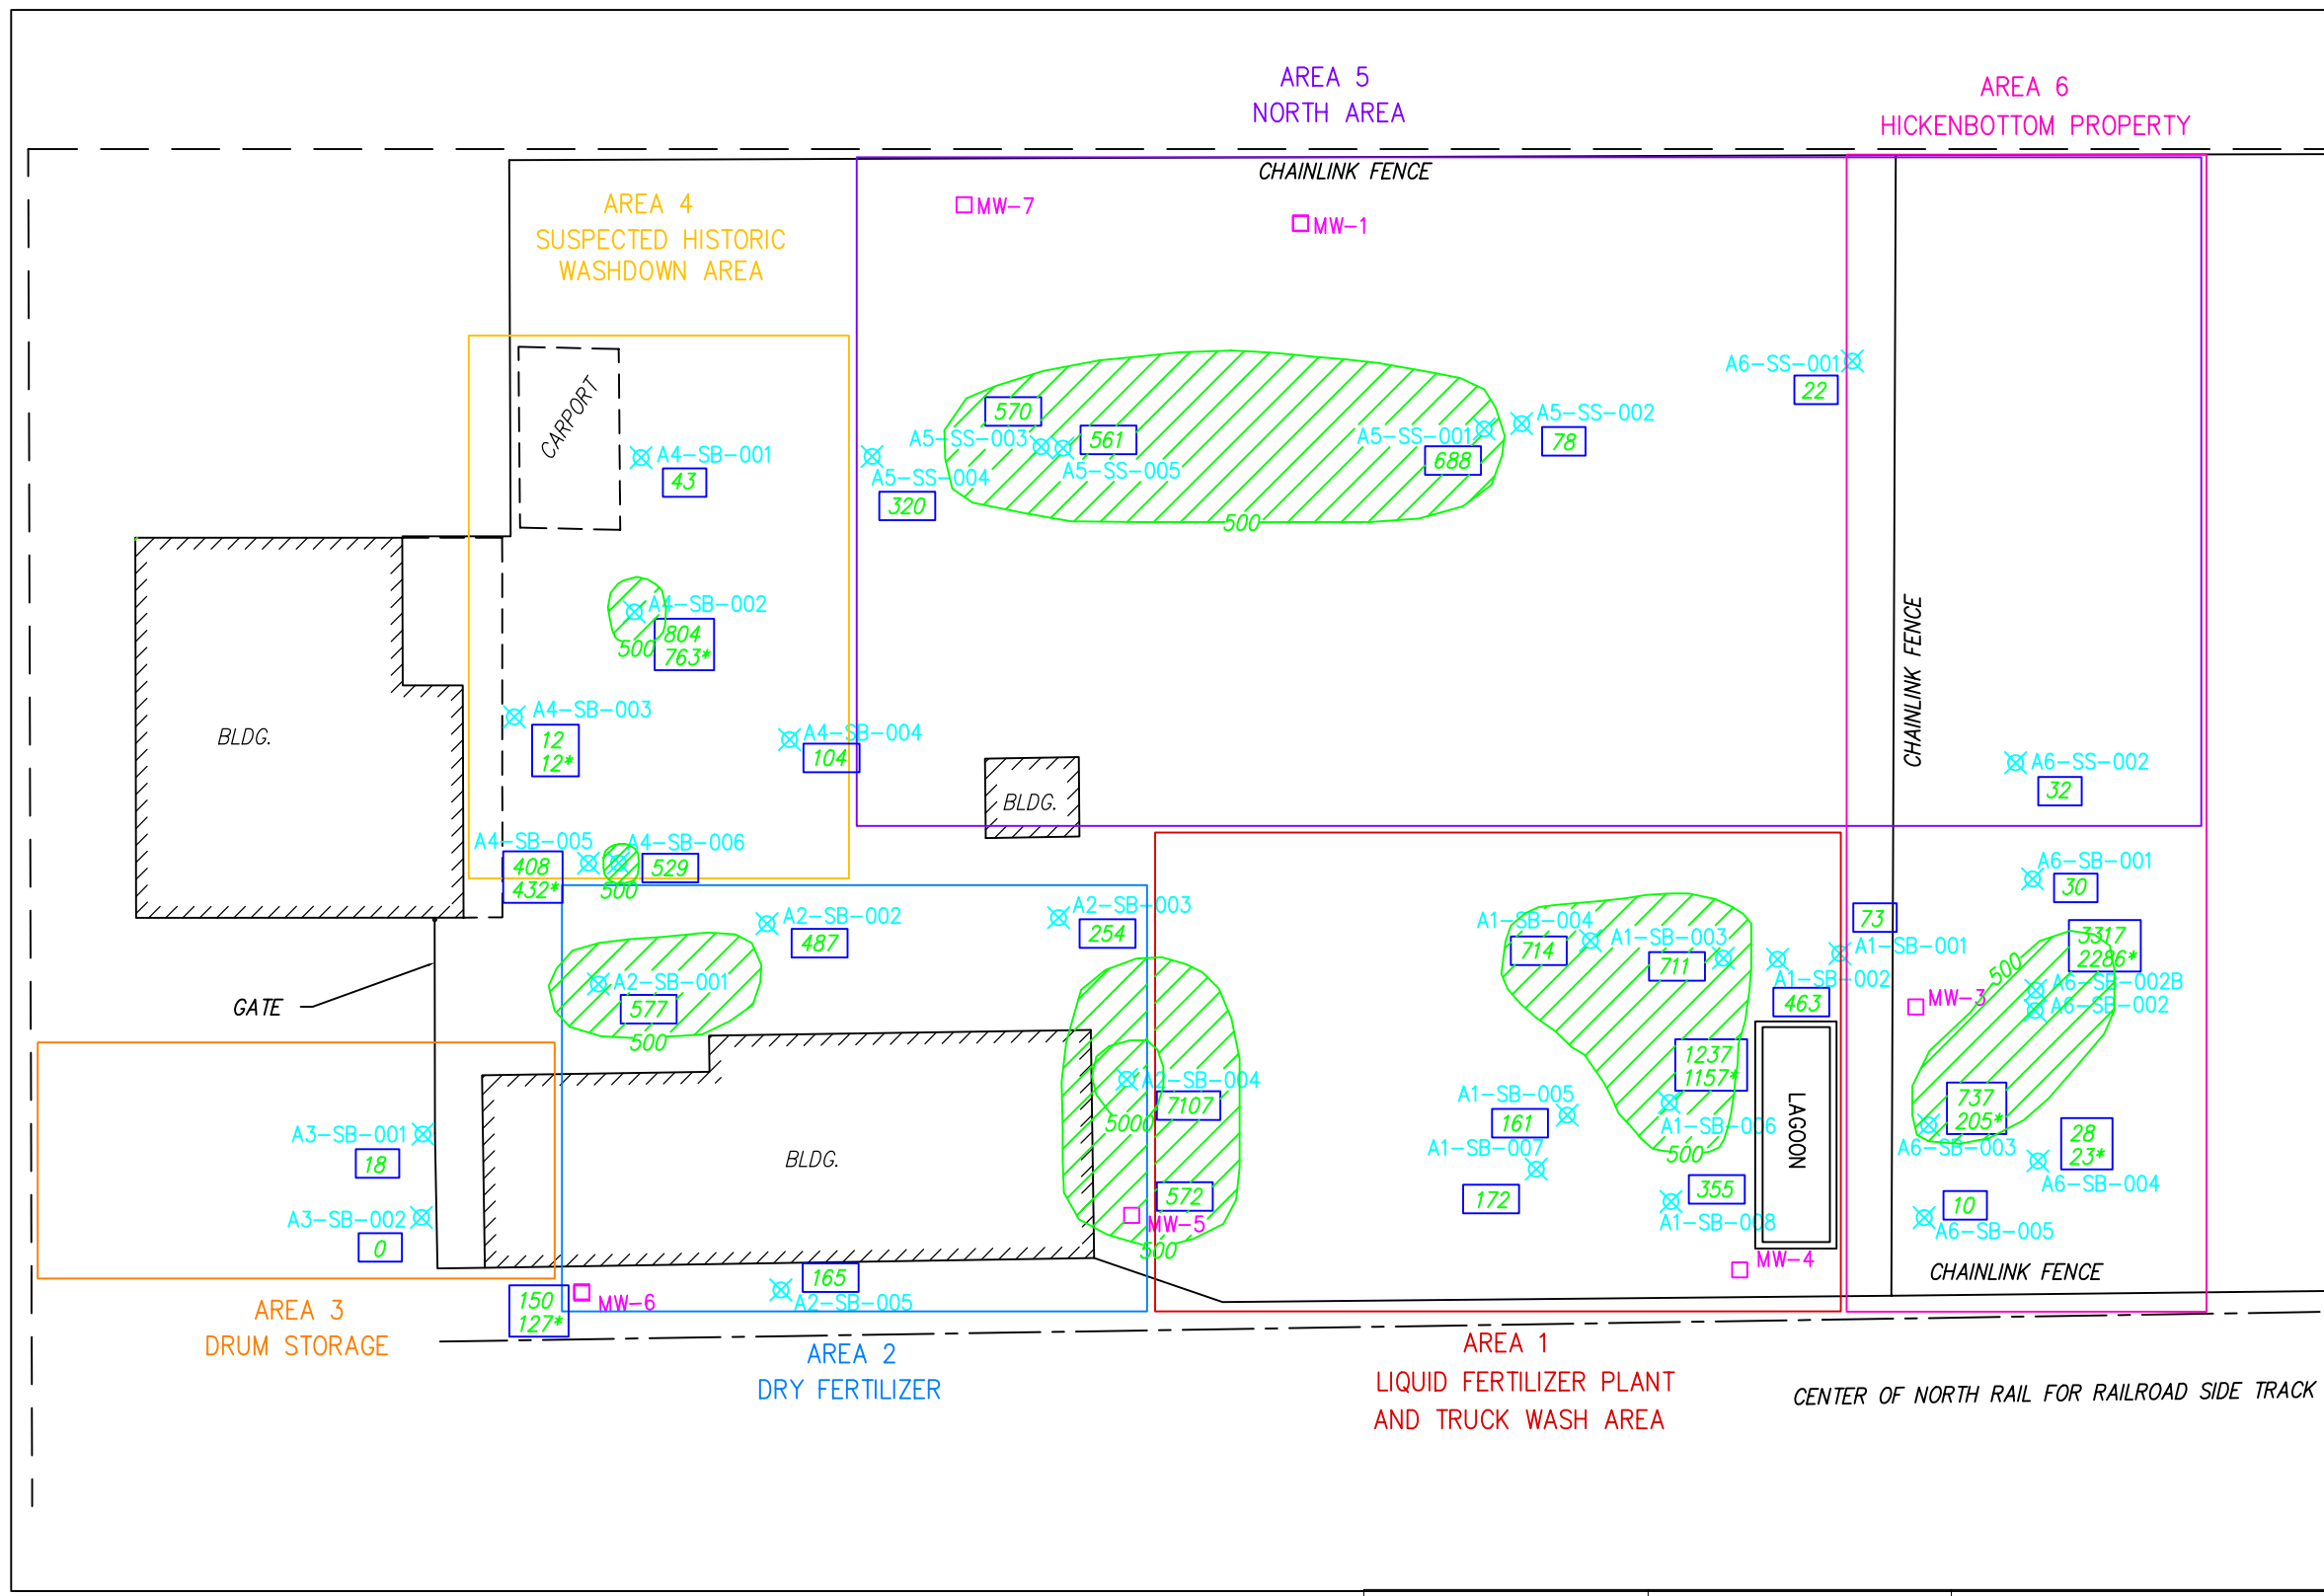 AREA 5
NORTH AREA
AREA 6
HICKENBOTTOM PROPERTY
CHAINLINK FENCE
AREA 4
SUSPECTED HISTORIC
WASHDOWN AREA
MW-7
MW-1
CARPORT
A4-SB-001
43
A5-SS-004
320
570
A5-SS-003
561
A5-SS-005
A5-SS-001
688
A5-SS-002
78
500
A6-SS-001
22
A4-SB-002
804
763*
500
CHAINLINK FENCE
BLDG.
A4-SB-003
12
12*
A4-SB-004
104
BLDG.
A6-SS-002
32
A4-SB-005
408
432*
A4-SB-006
529
500
A6-SB-001
30
A2-SB-002
487
A2-SB-003
254
A1-SB-004
714
A1-SB-003
711
73
A1-SB-001
A1-SB-002
463
3317
2286*
500
A6-SB-002B
A6-SB-002
MW-3
A2-SB-001
577
500
GATE
A2-SB-004
7107
5000
1237
1157*
A1-SB-005
161
A1-SB-006
500
LAGOON
737
205*
A6-SB-003
28
23*
A6-SB-004
A3-SB-001
18
BLDG.
A1-SB-007
172
355
A1-SB-008
572
MW-5
500
10
A6-SB-005
A3-SB-002
0
MW-4
CHAINLINK FENCE
165
A2-SB-005
150
127*
MW-6
AREA 3
DRUM STORAGE
AREA 2
DRY FERTILIZER
AREA 1
LIQUID FERTILIZER PLANT
AND TRUCK WASH AREA
CENTER OF NORTH RAIL FOR RAILROAD SIDE TRACK